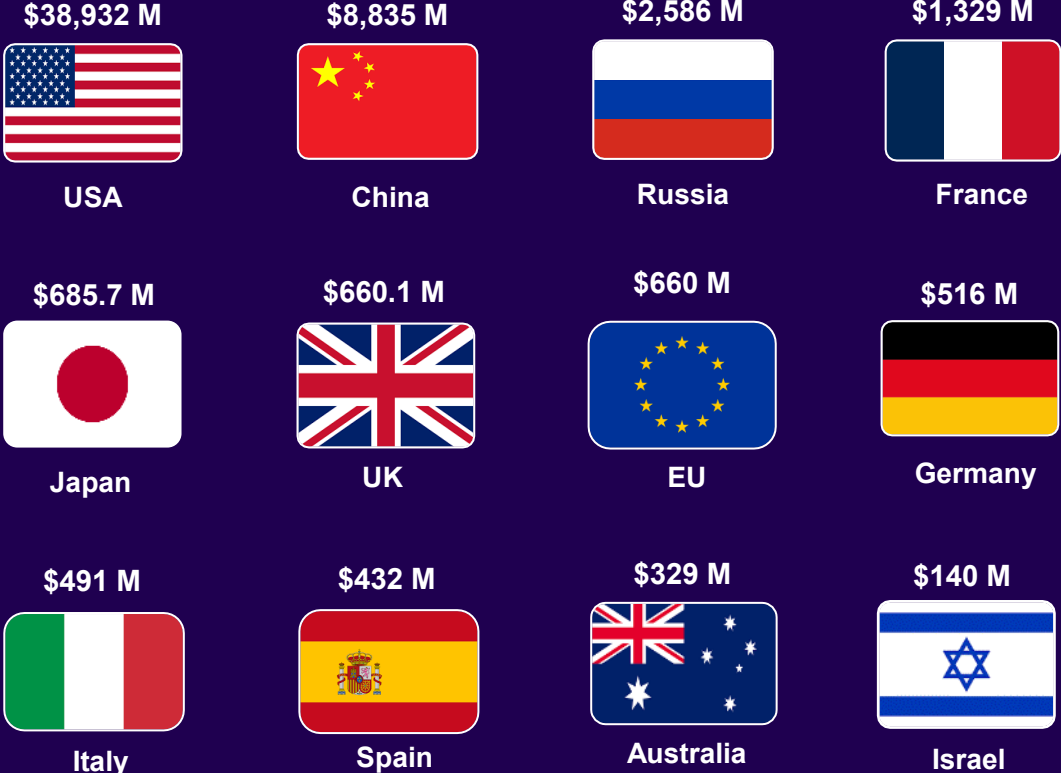 $38,932 M
$8,835 M
$2,586 M
$1,329 M
USA
China
Russia
France
$685.7 M
$660.1 M
$660 M
$516 M
Japan
UK
EU
Germany
$491 M
$432 M
$329 M
$140 M
Italy
Spain
Australia
Israel